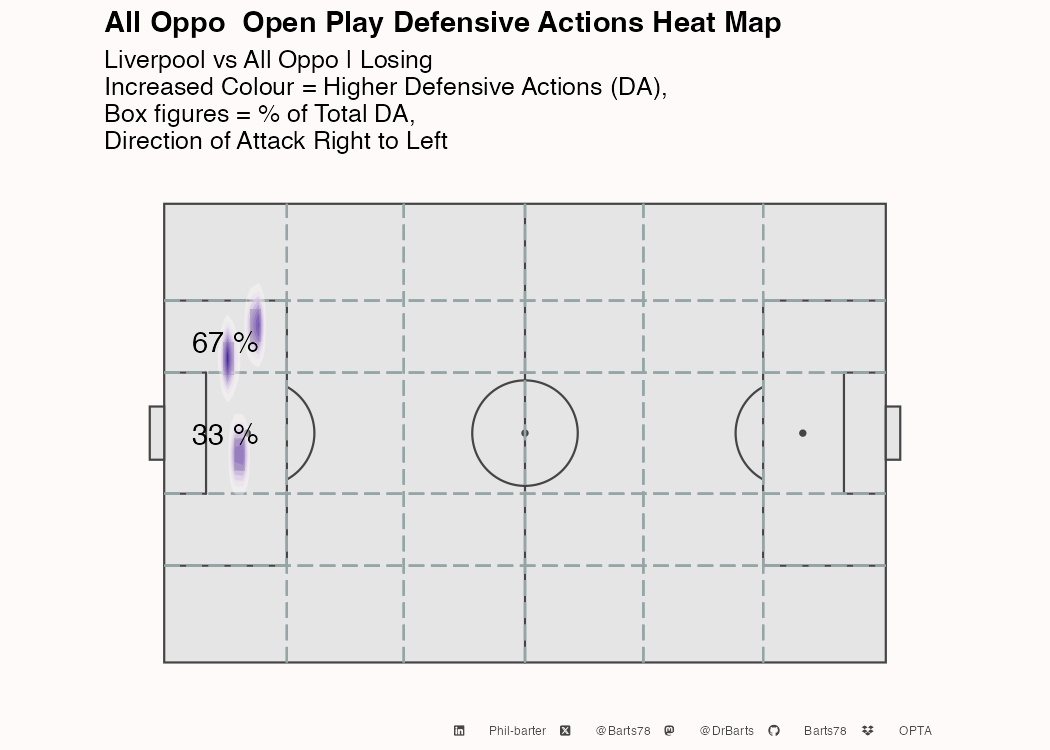 All Oppo  Open Play Defensive Actions Heat Map
Liverpool vs All Oppo | Losing
Increased Colour = Higher Defensive Actions (DA),
Box figures = % of Total DA,
Direction of Attack Right to Left
67 %
33 %
Phil-barter @Barts78 @DrBarts Barts78 OPTA